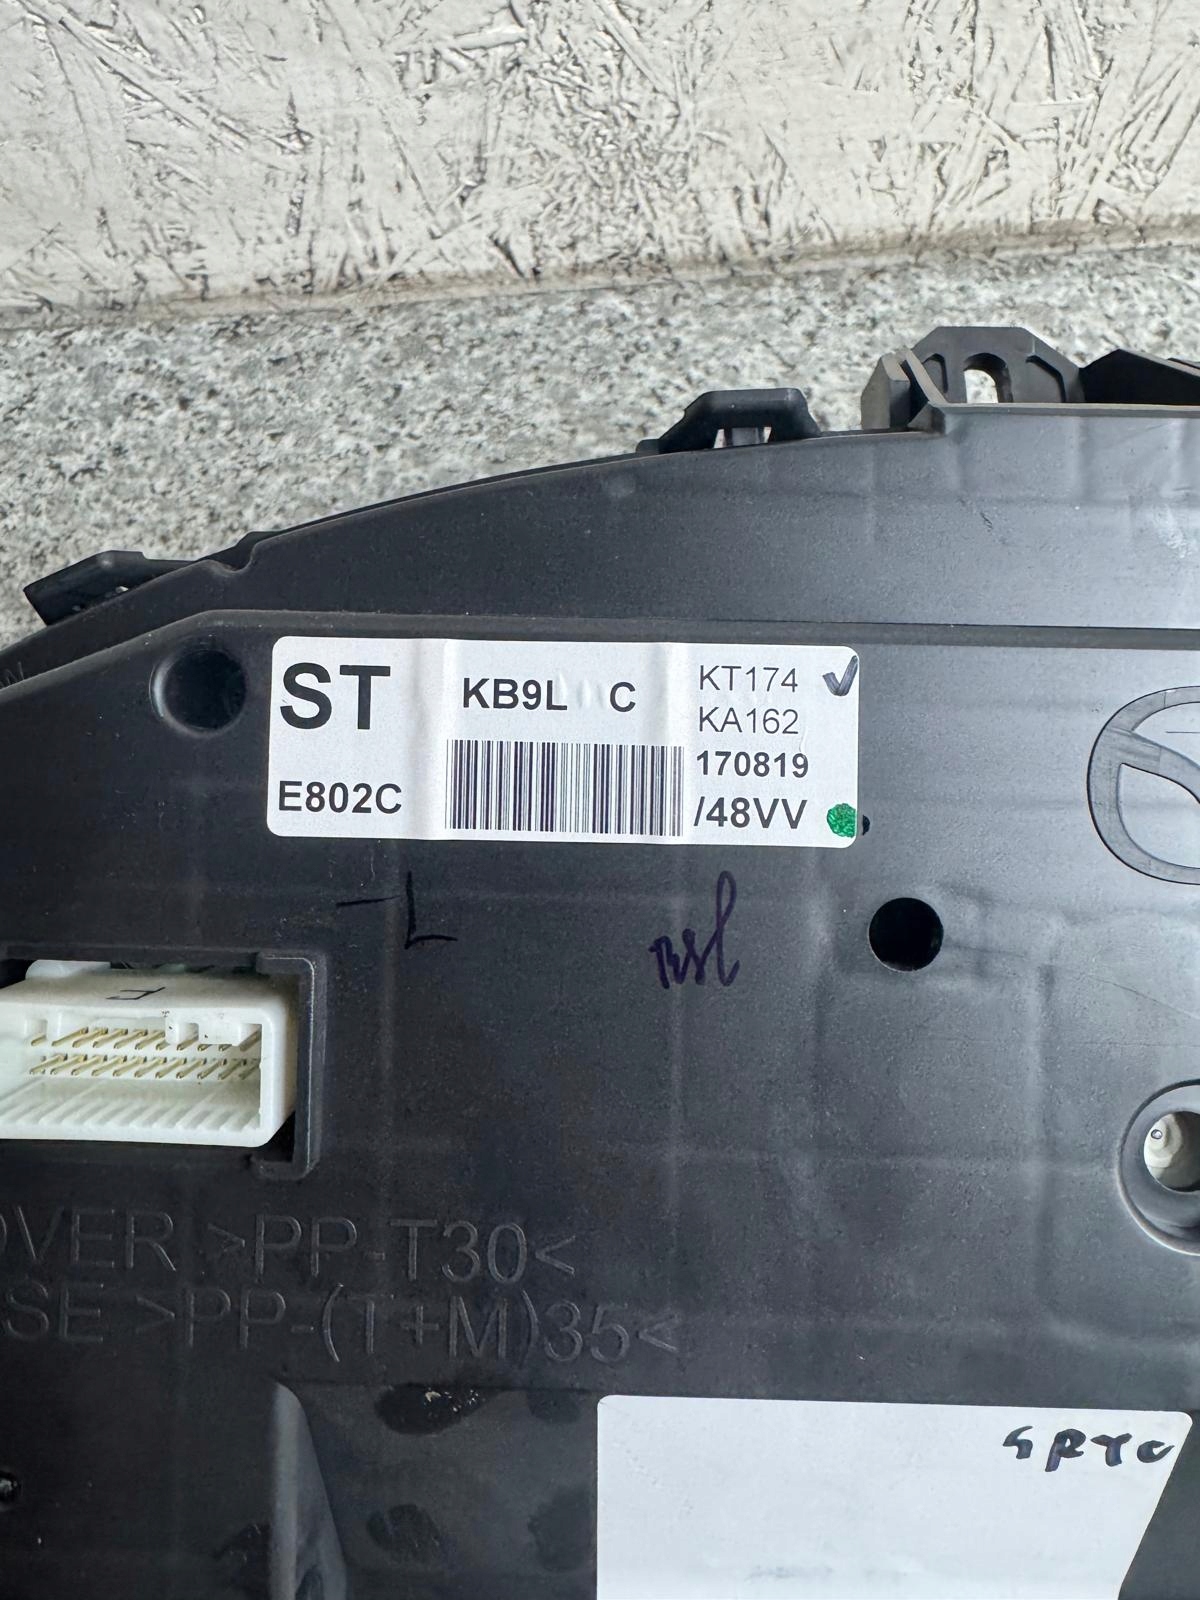 ST
KB9L C
KT174
KA162
170819
E802C
/48VV
L
OVER >PP-T30<
SE >PP-(T+M)35<